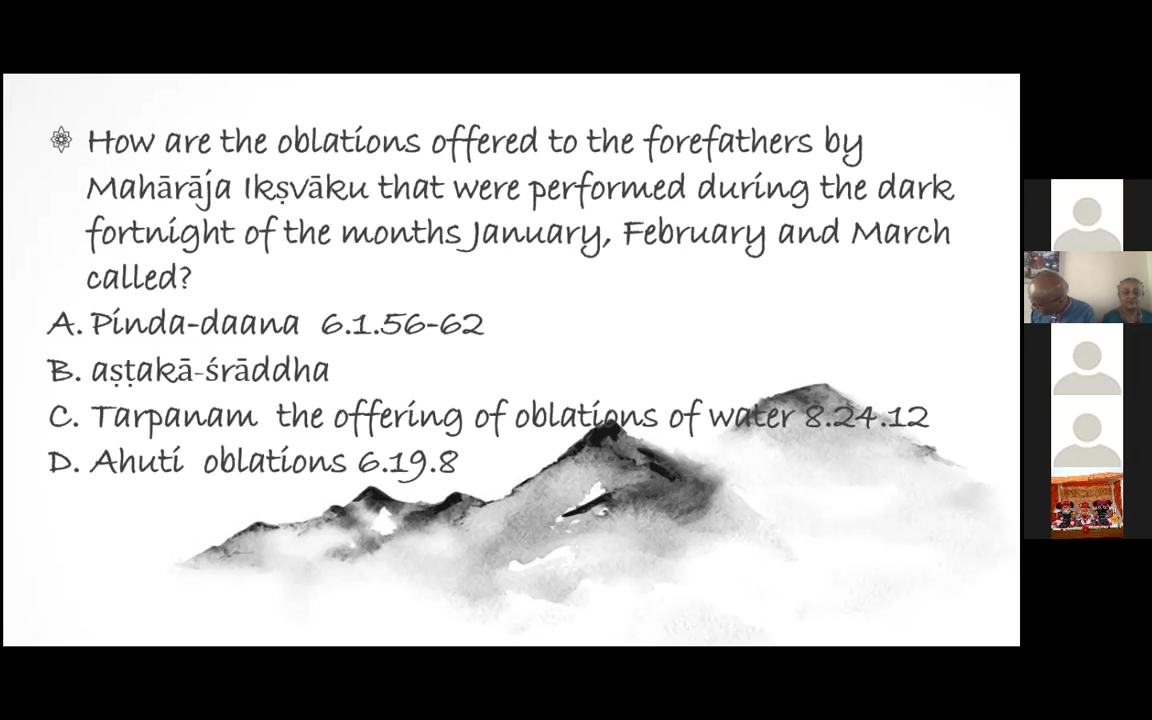 How are the oblations offered to the forefathers by
Mahārāja Ikṣvāku that were performed during the dark
fortnight of the months January, February and March
called?
A. Pinda-daana 6.1.56-62
B. aṣṭakā-śrāddha
C. Tarpanam the offering of oblations of water 8.24.12
D. Ahuti oblations 6.19.8